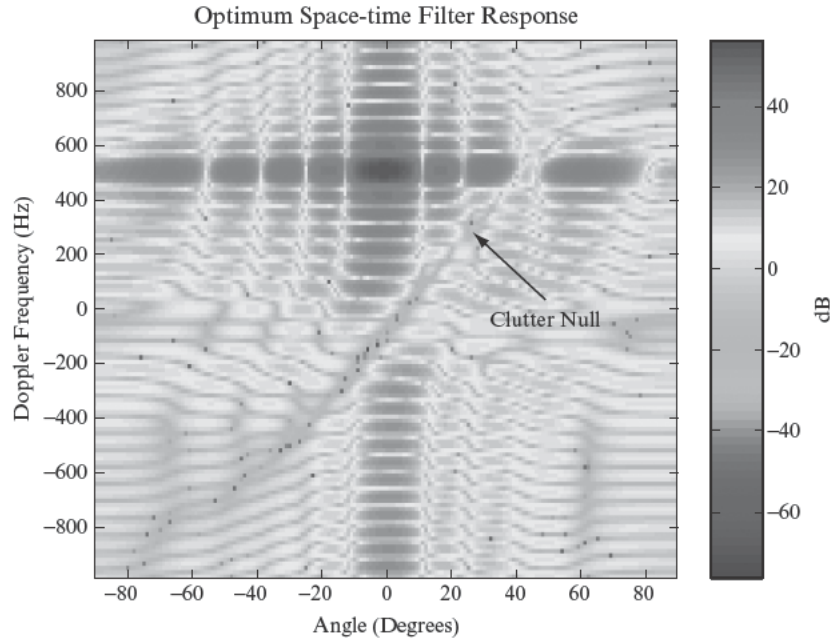 Optimum Space-time Filter Response
Doppler Frequency (Hz)
800
600
400
200
0
−200
−400
−600
−800
Clutter Null
−80 −60 −40 −20 0 20 40 60 80
Angle (Degrees)
40
20
0
−20
−40
−60
dB